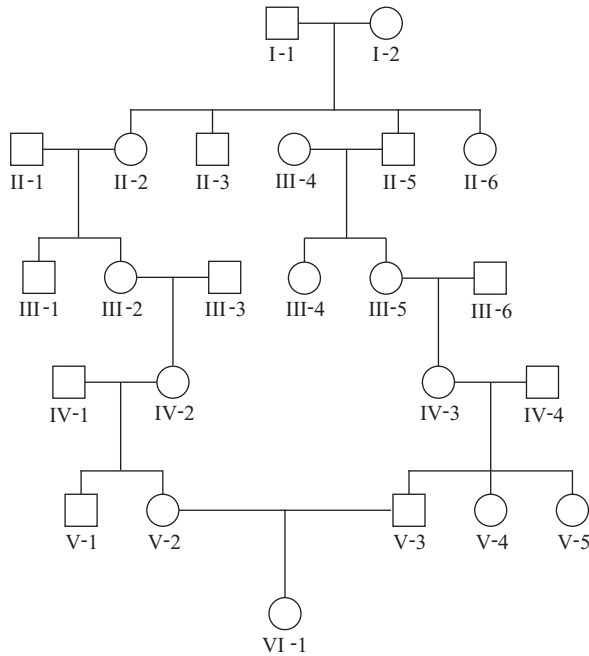 I-1 I-2
II-1 II-2 II-3 III-4 II-5 II-6
III-1 III-2 III-3 III-4 III-5 III-6
IV-1 IV-2 IV-3 IV-4
V-1 V-2 V-3 V-4 V-5
VI-1